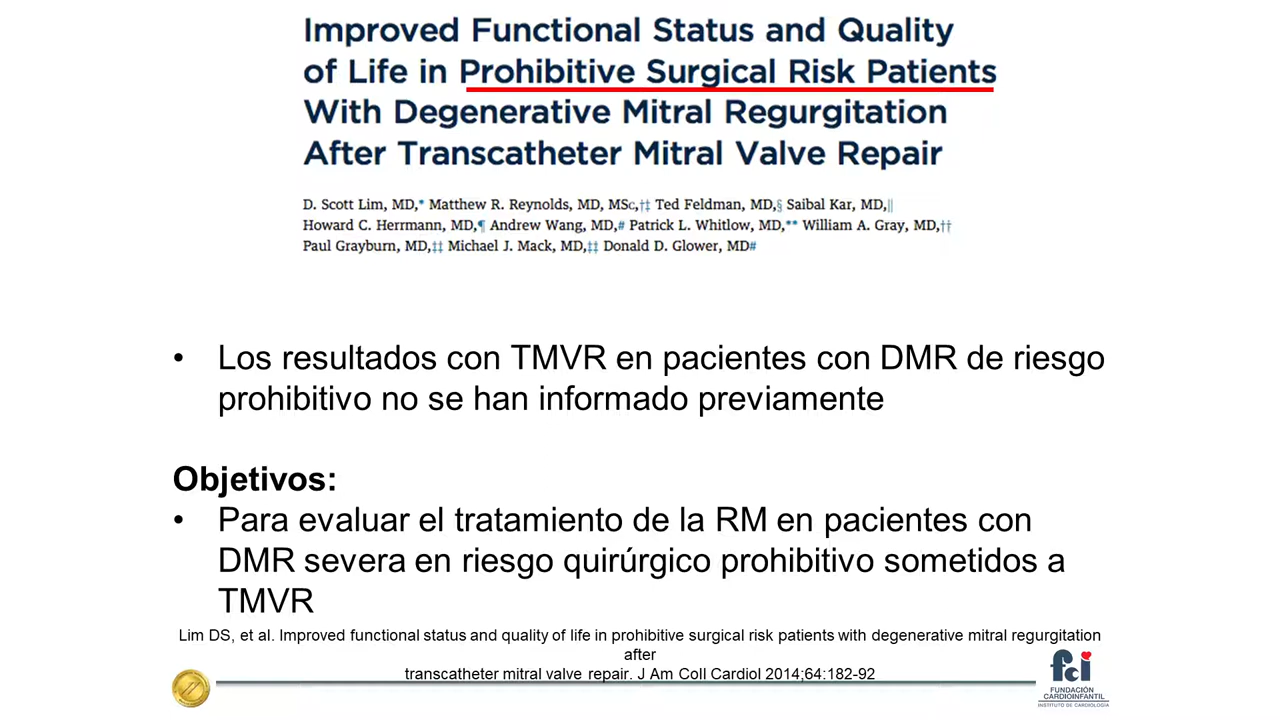 Improved Functional Status and Quality
of Life in Prohibitive Surgical Risk Patients
With Degenerative Mitral Regurgitation
After Transcatheter Mitral Valve Repair
D. Scott Lim, MD,* Matthew R. Reynolds, MD, MSc,†‡ Ted Feldman, MD,§ Saibal Kar, MD,||
Howard C. Herrmann, MD,¶ Andrew Wang, MD,# Patrick L. Whitlow, MD,** William A. Gray, MD,††
Paul Grayburn, MD,‡‡ Michael J. Mack, MD,‡‡ Donald D. Glower, MD#
• Los resultados con TMVR en pacientes con DMR de riesgo
prohibitivo no se han informado previamente
Objetivos:
• Para evaluar el tratamiento de la RM en pacientes con
DMR severa en riesgo quirúrgico prohibitivo sometidos a
TMVR
Lim DS, et al. Improved functional status and quality of life in prohibitive surgical risk patients with degenerative mitral regurgitation
after
transcatheter mitral valve repair. J Am Coll Cardiol 2014;64:182-92
fci
FUNDACIÓN
CARDIOINFANTIL
INSTITUTO DE CARDIOLOGÍA